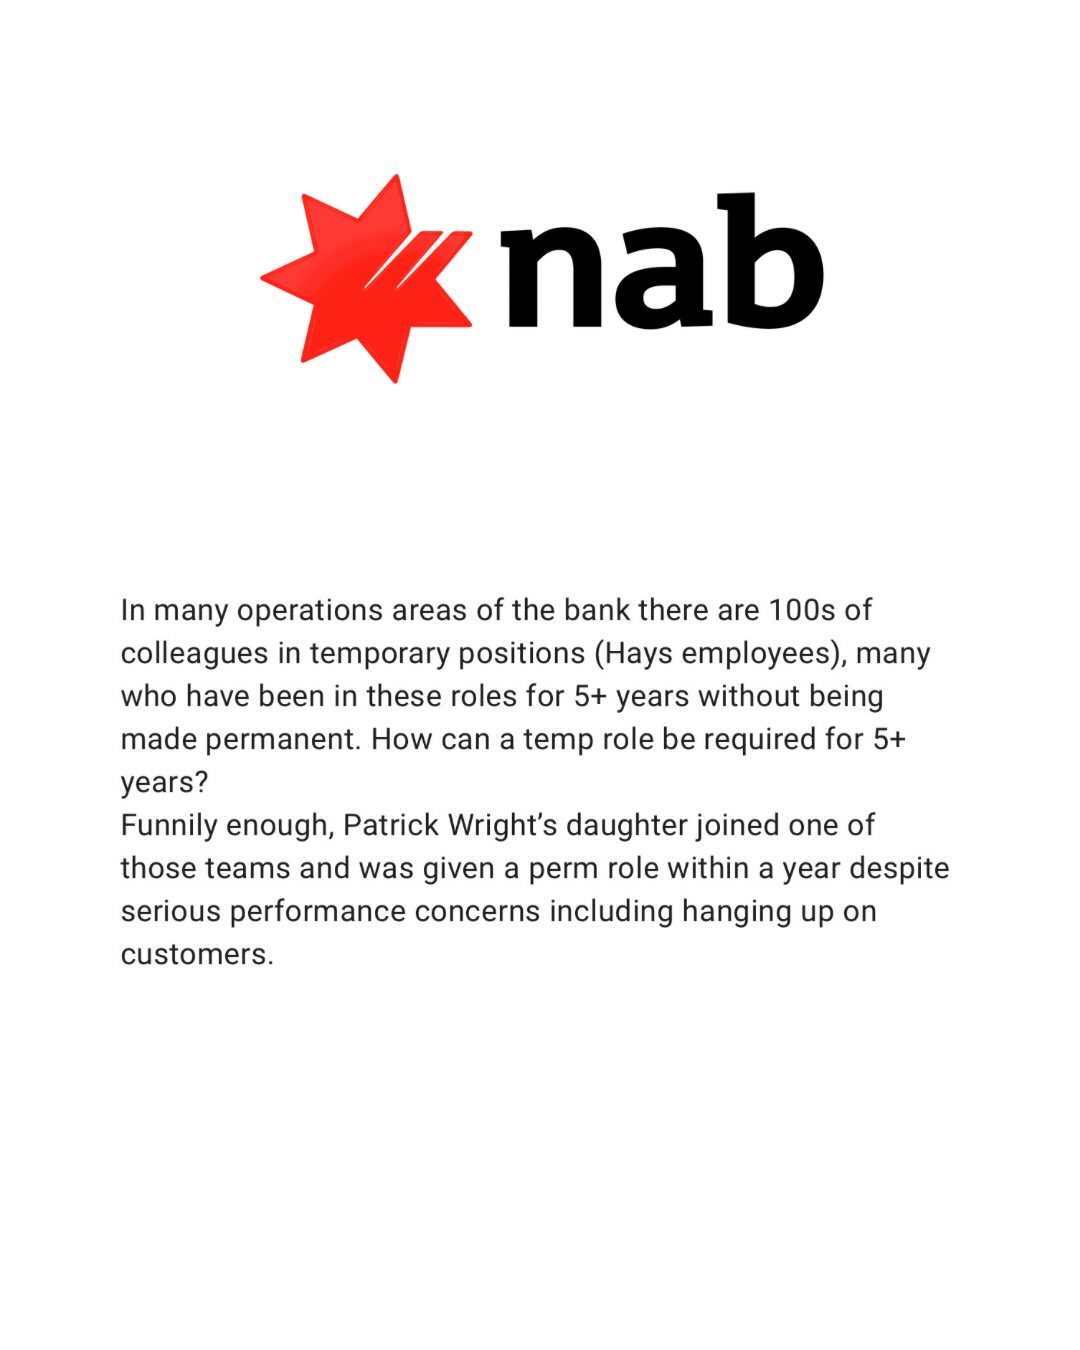 nab
In many operations areas of the bank there are 100s of
colleagues in temporary positions (Hays employees), many
who have been in these roles for 5+ years without being
made permanent. How can a temp role be required for 5+
years?
Funnily enough, Patrick Wright’s daughter joined one of
those teams and was given a perm role within a year despite
serious performance concerns including hanging up on
customers.